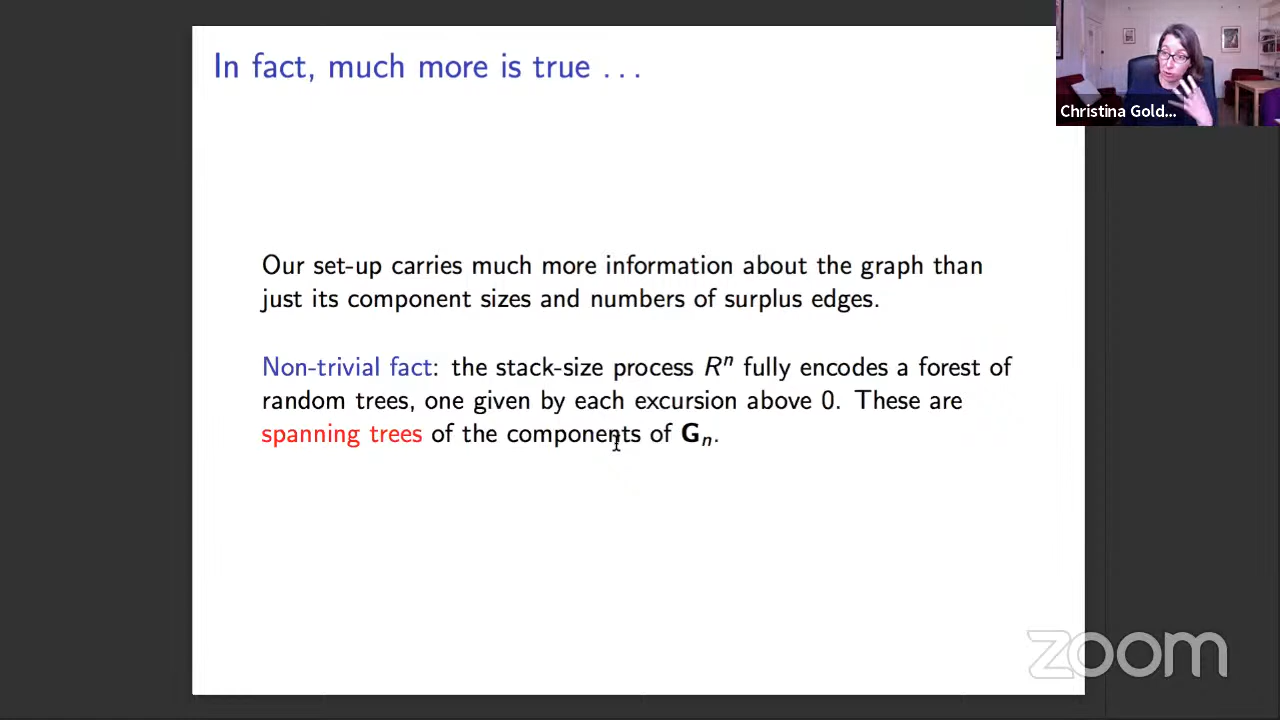 In fact, much more is true . . .
Christina Gold...
Our set-up carries much more information about the graph than
just its component sizes and numbers of surplus edges.
Non-trivial fact: the stack-size process Rⁿ fully encodes a forest of
random trees, one given by each excursion above 0. These are
spanning trees of the components of Gₙ.
zoom